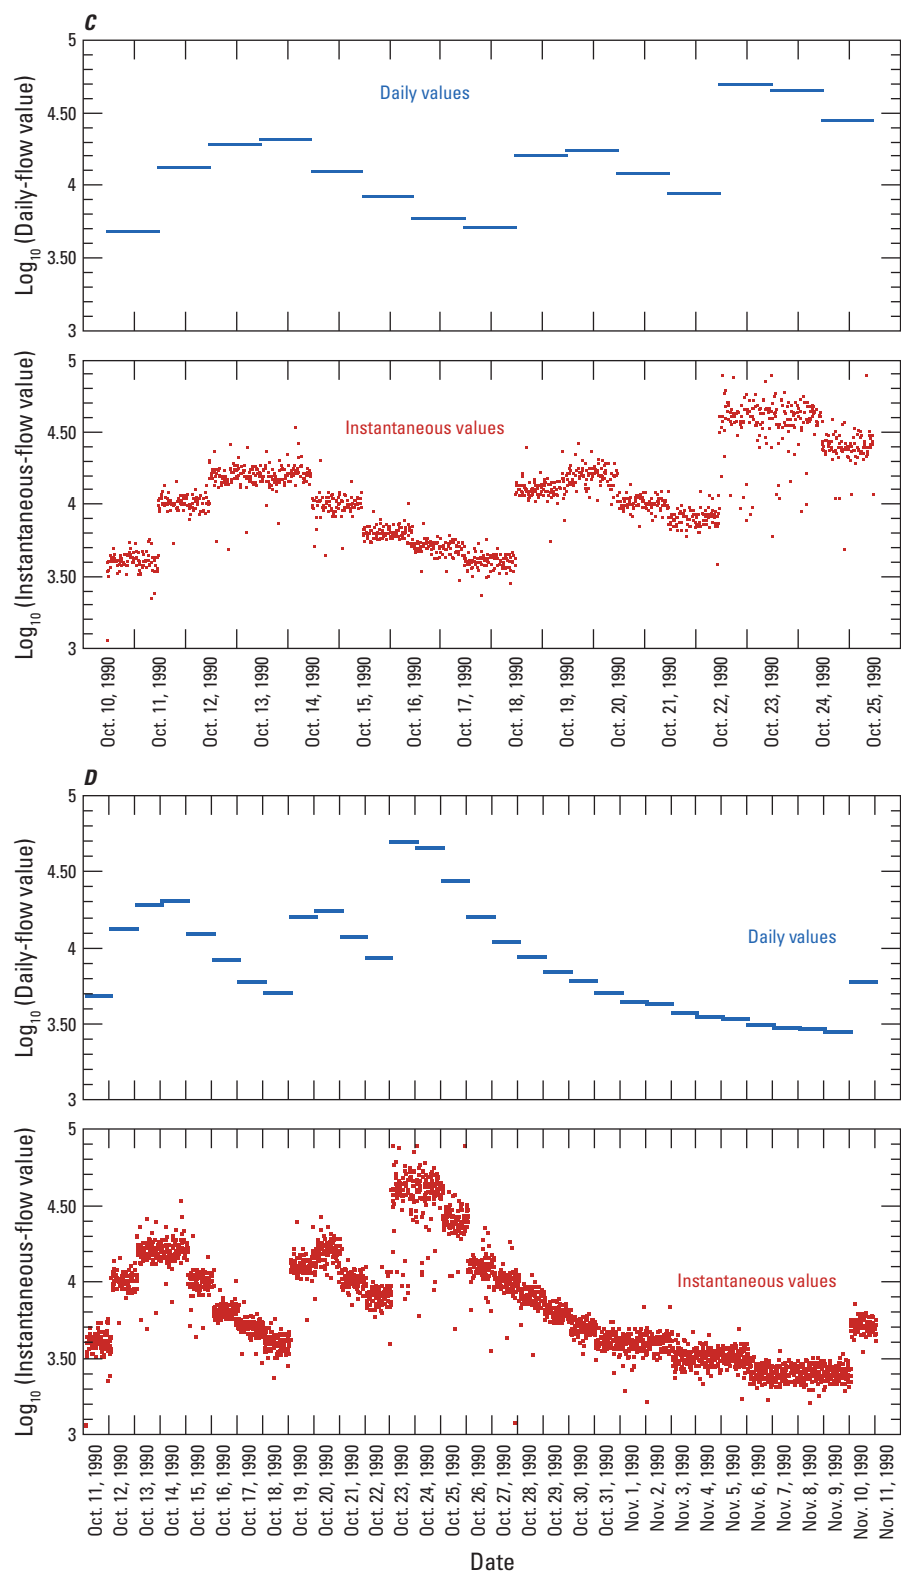 C
Log10 (Daily-flow value)
5
4.50
4
3.50
3
Daily values
Log10 (Instantaneous-flow value)
5
4.50
4
3.50
3
Instantaneous values
Oct. 10, 1990
Oct. 11, 1990
Oct. 12, 1990
Oct. 13, 1990
Oct. 14, 1990
Oct. 15, 1990
Oct. 16, 1990
Oct. 17, 1990
Oct. 18, 1990
Oct. 19, 1990
Oct. 20, 1990
Oct. 21, 1990
Oct. 22, 1990
Oct. 23, 1990
Oct. 24, 1990
Oct. 25, 1990
D
Log10 (Daily-flow value)
5
4.50
4
3.50
3
Daily values
Log10 (Instantaneous-flow value)
5
4.50
4
3.50
3
Instantaneous values
Oct. 11, 1990
Oct. 12, 1990
Oct. 13, 1990
Oct. 14, 1990
Oct. 15, 1990
Oct. 16, 1990
Oct. 17, 1990
Oct. 18, 1990
Oct. 19, 1990
Oct. 20, 1990
Oct. 21, 1990
Oct. 22, 1990
Oct. 23, 1990
Oct. 24, 1990
Oct. 25, 1990
Oct. 26, 1990
Oct. 27, 1990
Oct. 28, 1990
Oct. 29, 1990
Oct. 30, 1990
Oct. 31, 1990
Nov. 1, 1990
Nov. 2, 1990
Nov. 3, 1990
Nov. 4, 1990
Nov. 5, 1990
Nov. 6, 1990
Nov. 7, 1990
Nov. 8, 1990
Nov. 9, 1990
Nov. 10, 1990
Nov. 11, 1990
Date